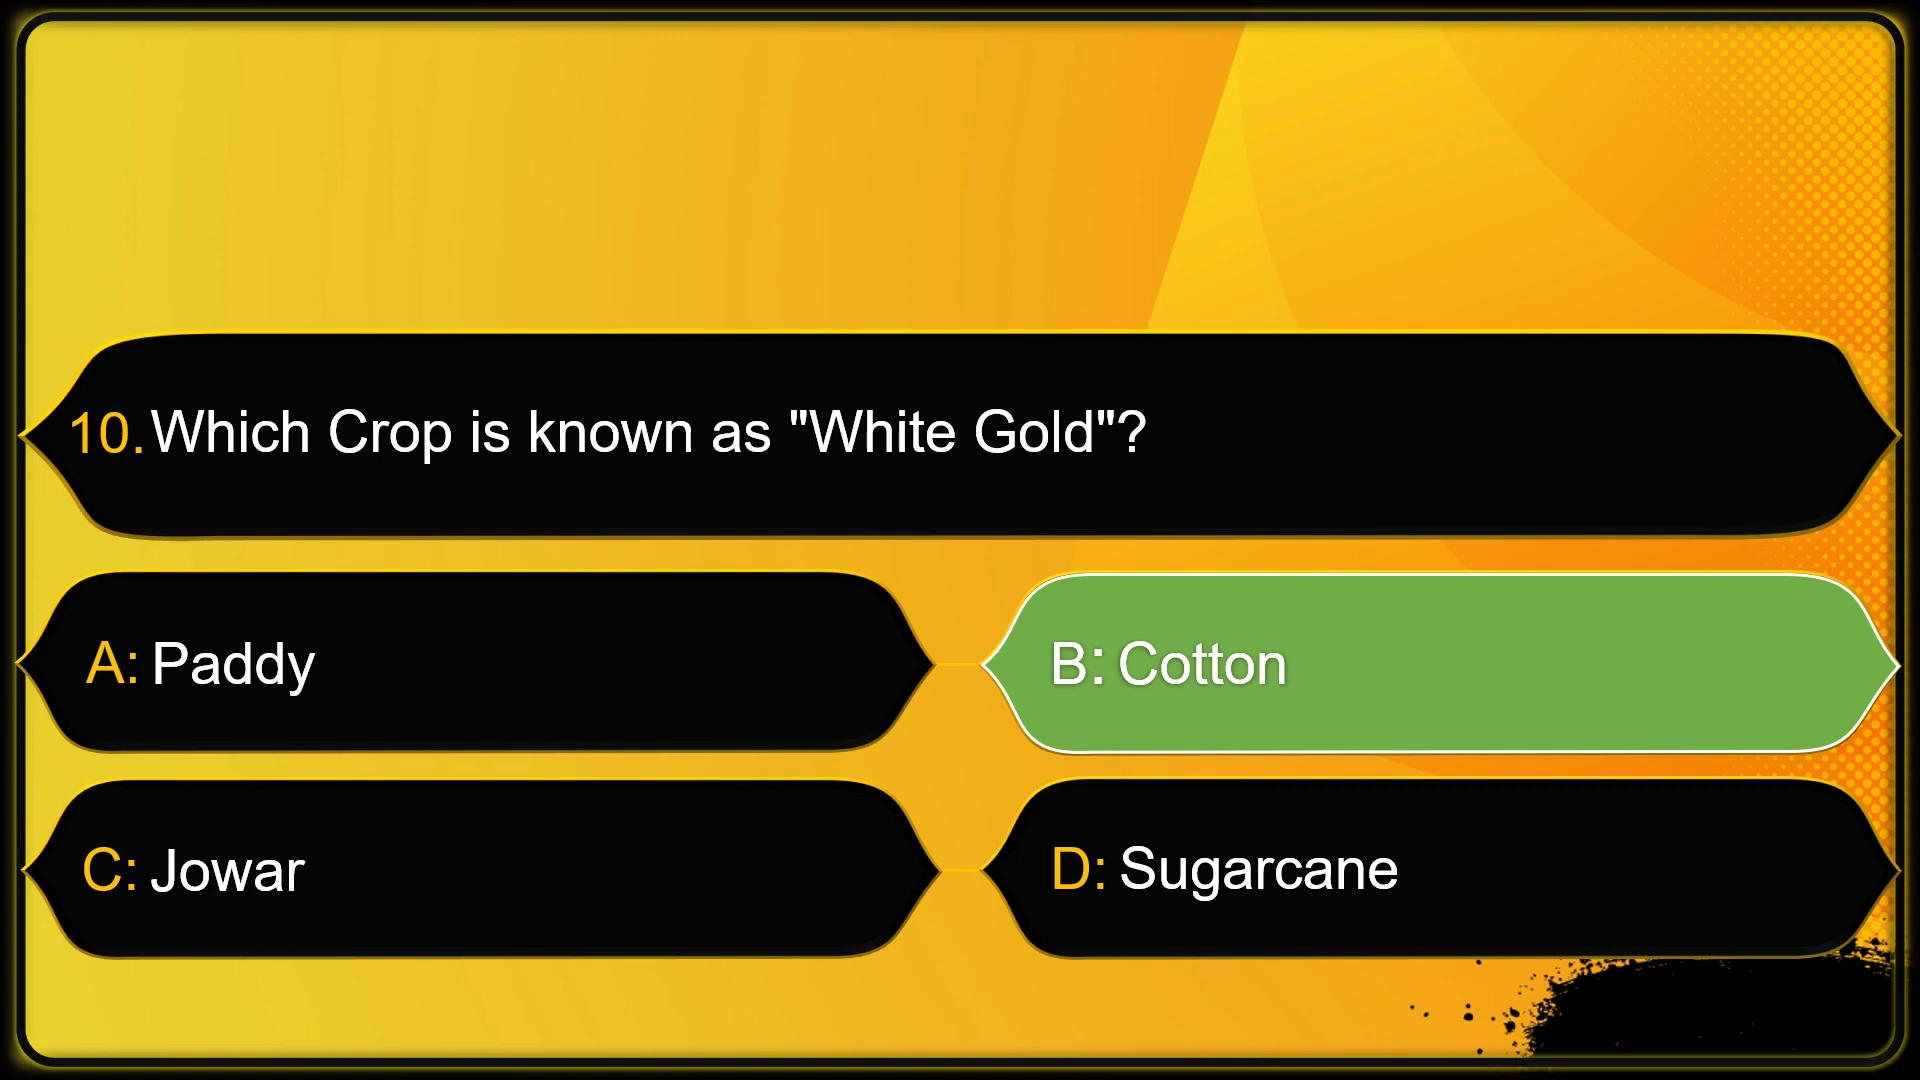 10. Which Crop is known as "White Gold"?
A: Paddy
B: Cotton
C: Jowar
D: Sugarcane